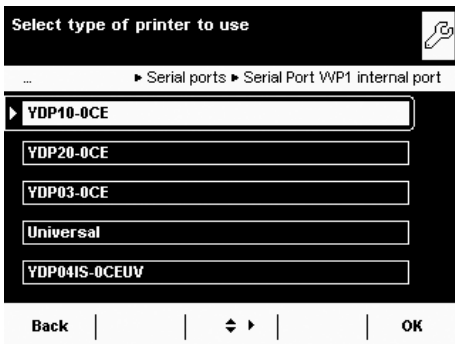 Select type of printer to use
... ▸ Serial ports ▸ Serial Port WP1 internal port
YDP10-0CE
YDP20-0CE
YDP03-0CE
Universal
YDP04IS-0CEUV
Back OK